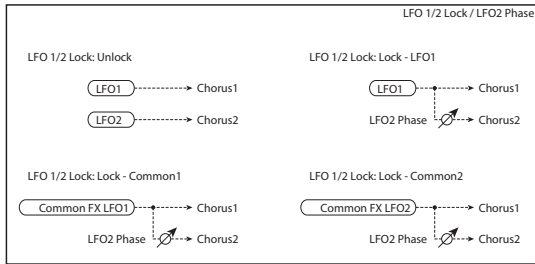 LFO 1/2 Lock / LFO2 Phase
LFO 1/2 Lock: Unlock
LFO1 Chorus1
LFO2 Chorus2
LFO 1/2 Lock: Lock - LFO1
LFO1 Chorus1
LFO2 Phase Chorus2
LFO 1/2 Lock: Lock - Common1
Common FX LFO1 Chorus1
LFO2 Phase Chorus2
LFO 1/2 Lock: Lock - Common2
Common FX LFO2 Chorus1
LFO2 Phase Chorus2